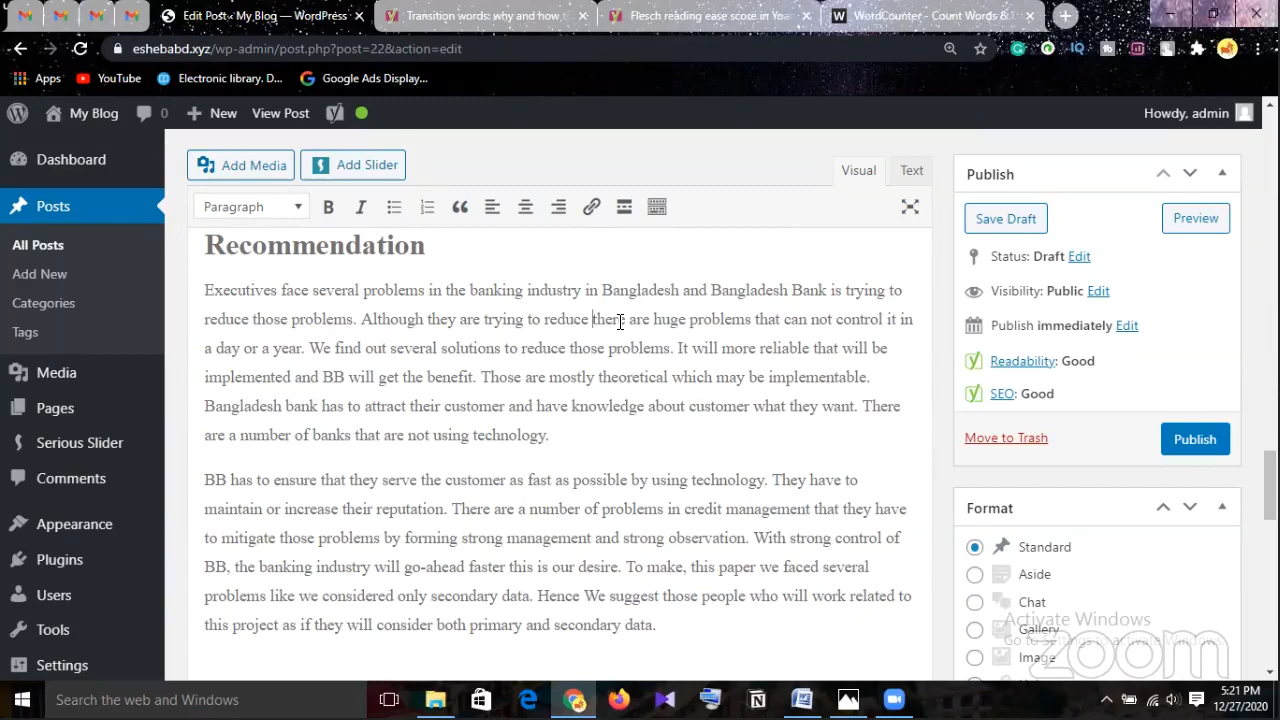 Edit Post ‹ My Blog — WordPress
Transition words: why and how t
Flesch reading ease score in Yoa
WordCounter - Count Words &
eshebabd.xyz/wp-admin/post.php?post=22&action=edit
Apps
YouTube
Electronic library. D...
Google Ads Display...
My Blog
0
New
View Post
Howdy, admin
Dashboard
Posts
All Posts
Add New
Categories
Tags
Media
Pages
Serious Slider
Comments
Appearance
Plugins
Users
Tools
Settings
Add Media
Add Slider
Visual
Text
Paragraph
B
I
Recommendation
Executives face several problems in the banking industry in Bangladesh and Bangladesh Bank is trying to
reduce those problems. Although they are trying to reduce there are huge problems that can not control it in
a day or a year. We find out several solutions to reduce those problems. It will more reliable that will be
implemented and BB will get the benefit. Those are mostly theoretical which may be implementable.
Bangladesh bank has to attract their customer and have knowledge about customer what they want. There
are a number of banks that are not using technology.
BB has to ensure that they serve the customer as fast as possible by using technology. They have to
maintain or increase their reputation. There are a number of problems in credit management that they have
to mitigate those problems by forming strong management and strong observation. With strong control of
BB, the banking industry will go-ahead faster this is our desire. To make, this paper we faced several
problems like we considered only secondary data. Hence We suggest those people who will work related to
this project as if they will consider both primary and secondary data.
Publish
Save Draft
Preview
Status: Draft Edit
Visibility: Public Edit
Publish immediately Edit
Readability: Good
SEO: Good
Move to Trash
Publish
Format
Standard
Aside
Chat
Gallery
Image
Activate Windows
Go to Settings to activate Windows.
zoom
Type here to search
5:21 PM
12/27/2020